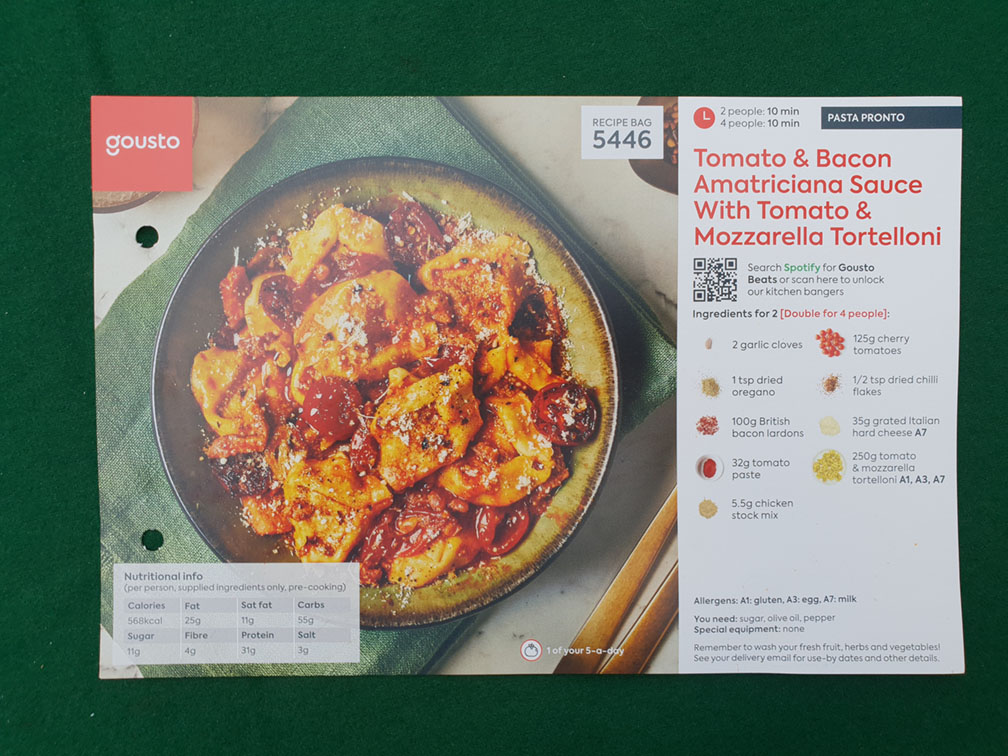 gousto
RECIPE BAG
5446
2 people: 10 min
4 people: 10 min
PASTA PRONTO
Tomato & Bacon
Amatriciana Sauce
With Tomato &
Mozzarella Tortelloni
Search Spotify for Gousto
Beats or scan here to unlock
our kitchen bangers
Ingredients for 2 [Double for 4 people]:
2 garlic cloves
125g cherry
tomatoes
1 tsp dried
oregano
1/2 tsp dried chilli
flakes
100g British
bacon lardons
35g grated Italian
hard cheese A7
32g tomato
paste
250g tomato
& mozzarella
tortelloni A1, A3, A7
5.5g chicken
stock mix
Allergens: A1: gluten, A3: egg, A7: milk
You need: sugar, olive oil, pepper
Special equipment: none
Remember to wash your fresh fruit, herbs and vegetables!
See your delivery email for use-by dates and other details.
Nutritional info
(per person, supplied ingredients only, pre-cooking)
Calories Fat Sat fat Carbs
568kcal 25g 11g 55g
Sugar Fibre Protein Salt
11g 4g 31g 3g
1 of your 5-a-day